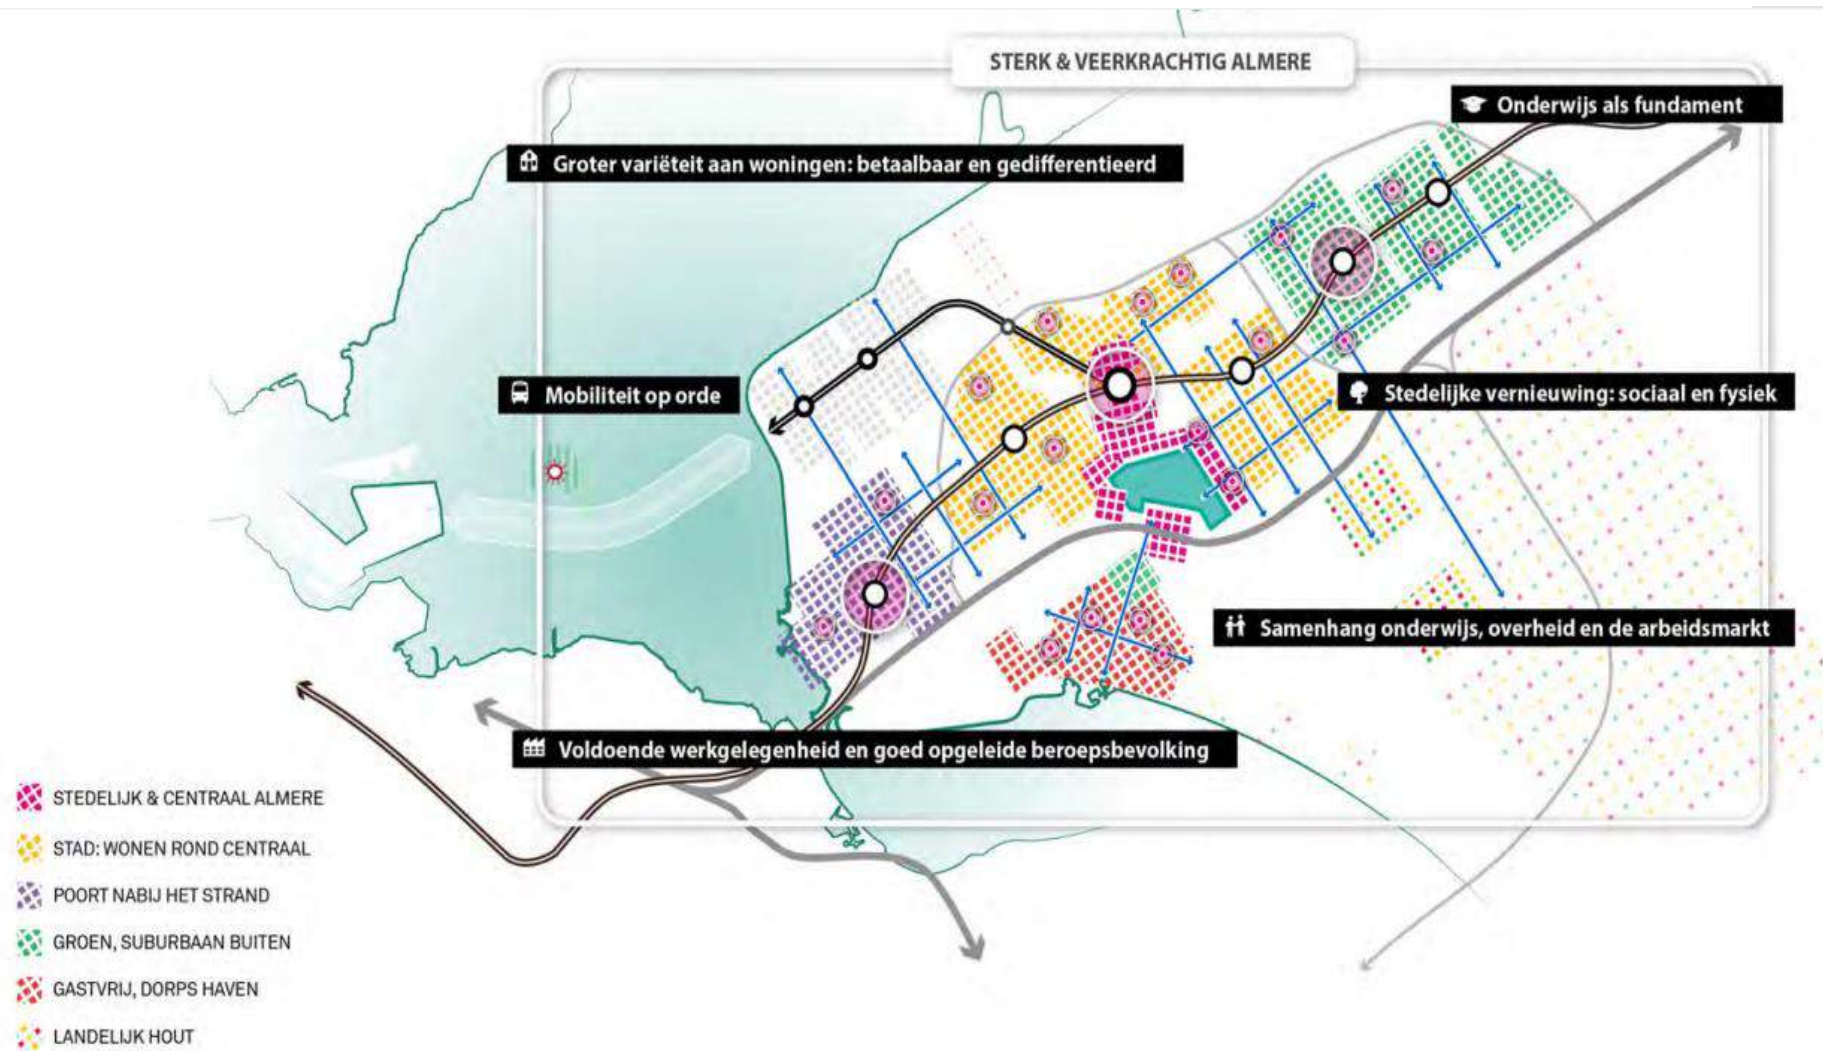 STERK & VEERKRACHTIG ALMERE
Onderwijs als fundament
Groter variëteit aan woningen: betaalbaar en gedifferentieerd
Mobiliteit op orde
Stedelijke vernieuwing: sociaal en fysiek
Samenhang onderwijs, overheid en de arbeidsmarkt
Voldoende werkgelegenheid en goed opgeleide beroepsbevolking
STEDELIJK & CENTRAAL ALMERE
STAD: WONEN ROND CENTRAAL
POORT NABIJ HET STRAND
GROEN, SUBURBAAN BUITEN
GASTVRIJ, DORPS HAVEN
LANDELIJK HOUT